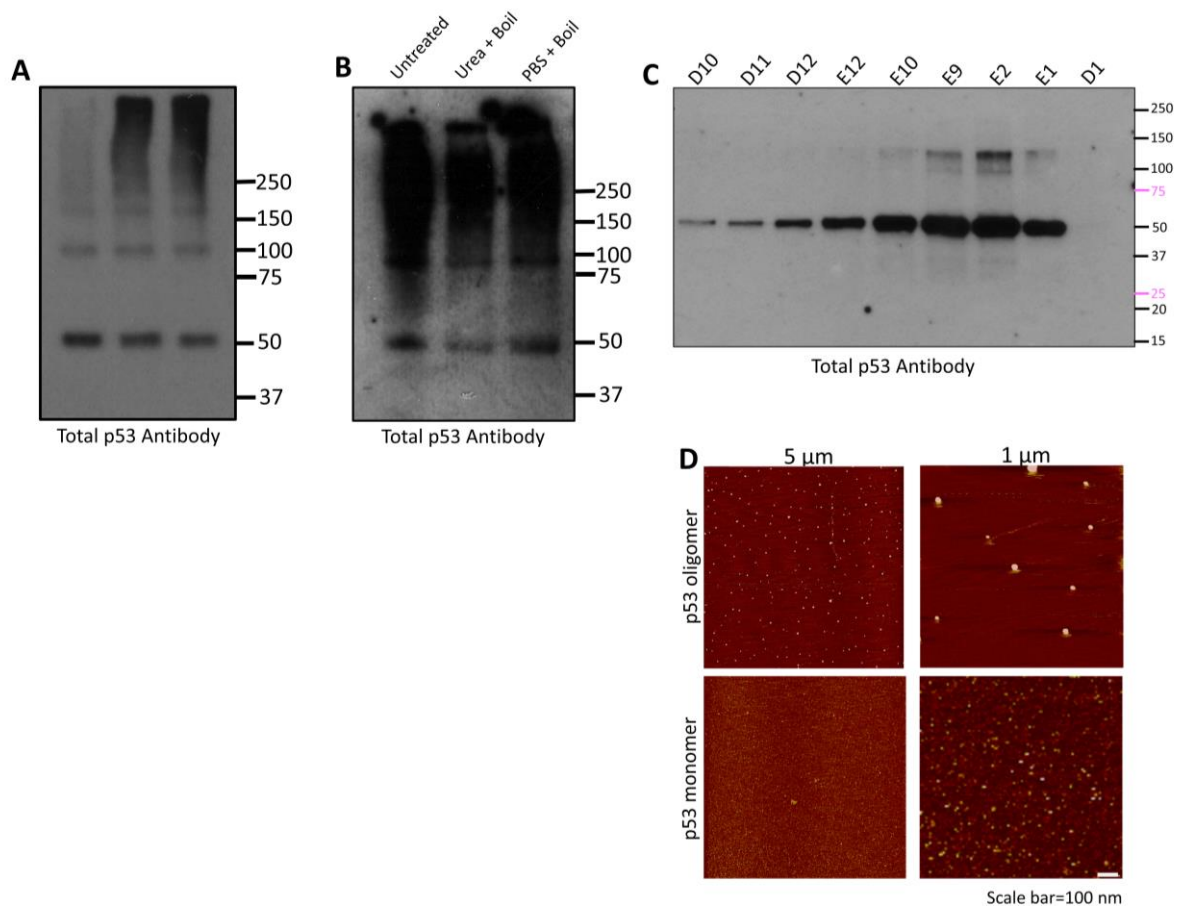 A
250
150
100
75
50
37
Total p53 Antibody
B
Untreated
Urea + Boil
PBS + Boil
250
150
100
75
50
37
Total p53 Antibody
C
D10 D11 D12 E12 E10 E9 E2 E1 D1
250
150
100
75
50
37
25
20
15
Total p53 Antibody
D
5 μm 1 μm
p53 oligomer
p53 monomer
Scale bar=100 nm